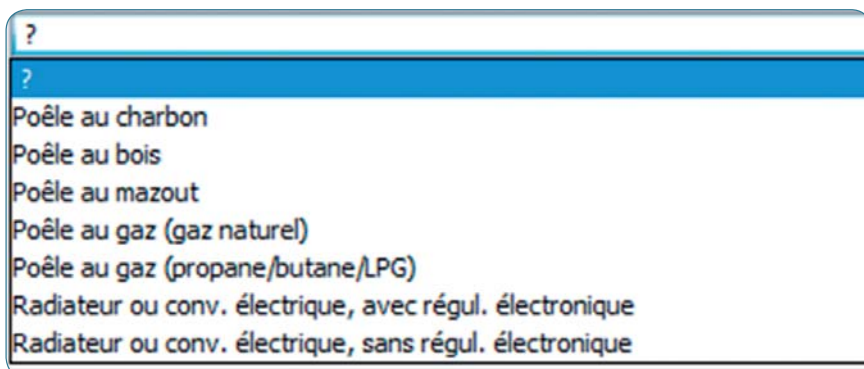 ?
?
Poêle au charbon
Poêle au bois
Poêle au mazout
Poêle au gaz (gaz naturel)
Poêle au gaz (propane/butane/LPG)
Radiateur ou conv. électrique, avec régul. électronique
Radiateur ou conv. électrique, sans régul. électronique